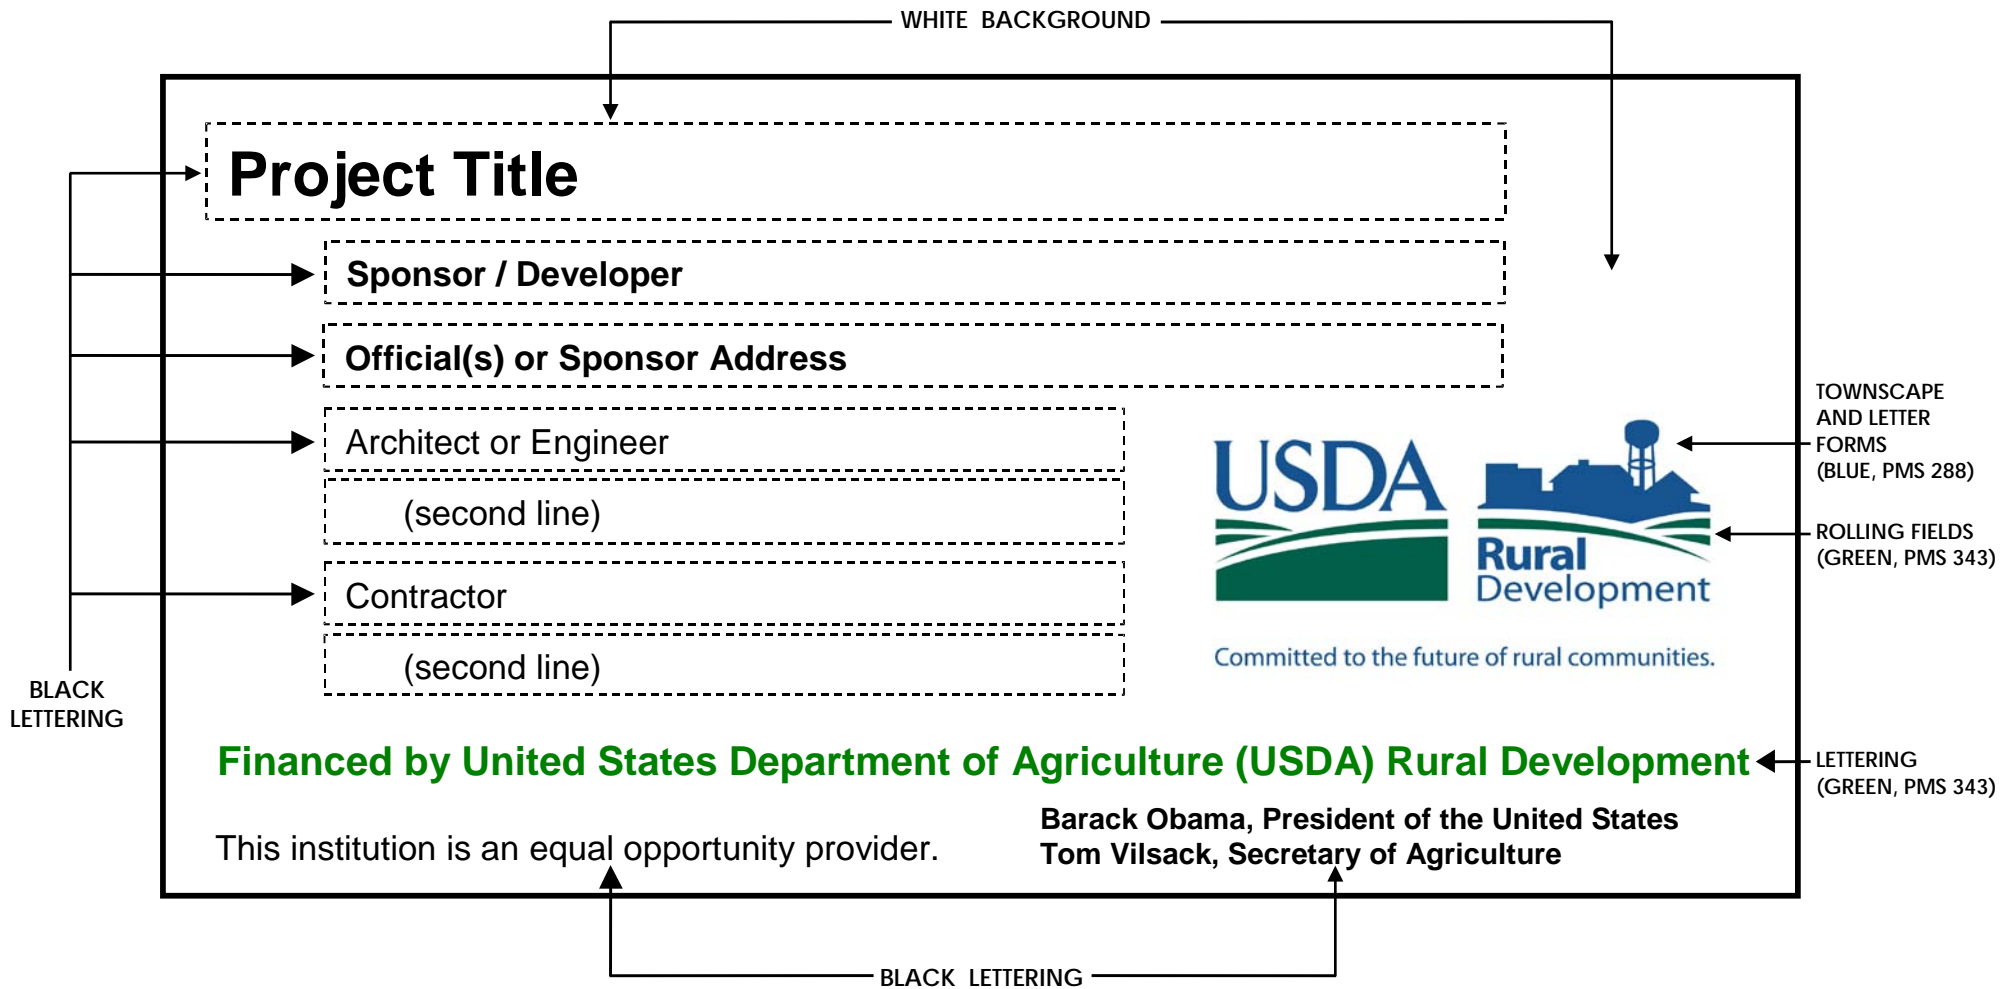 WHITE BACKGROUND
Project Title
Sponsor / Developer
Official(s) or Sponsor Address
Architect or Engineer
(second line)
Contractor
(second line)
BLACK
LETTERING
USDA
Rural
Development
Committed to the future of rural communities.
TOWNSCAPE
AND LETTER
FORMS
(BLUE, PMS 288)
ROLLING FIELDS
(GREEN, PMS 343)
Financed by United States Department of Agriculture (USDA) Rural Development
LETTERING
(GREEN, PMS 343)
This institution is an equal opportunity provider.
Barack Obama, President of the United States
Tom Vilsack, Secretary of Agriculture
BLACK LETTERING